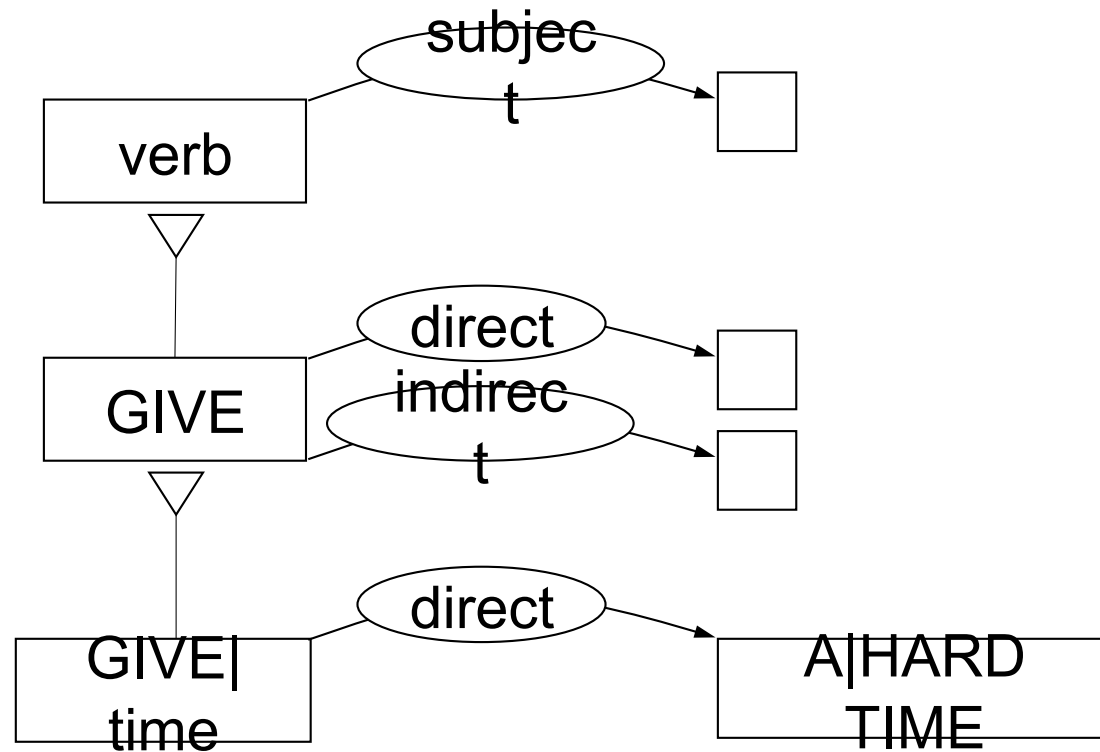 subjec
t
verb
direct
GIVE
indirec
t
direct
GIVE|
time
A|HARD
TIME